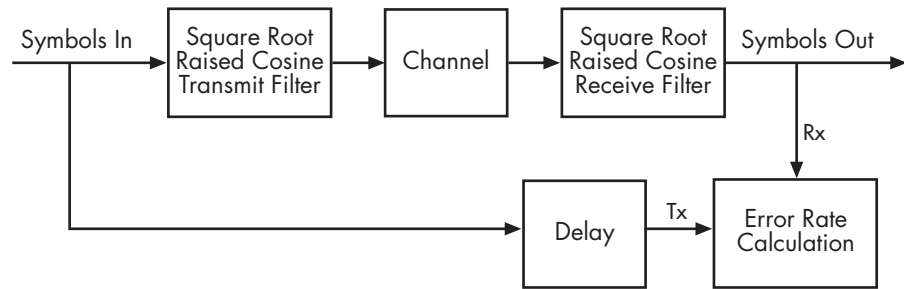 Symbols In
Square Root
Raised Cosine
Transmit Filter
Channel
Square Root
Raised Cosine
Receive Filter
Symbols Out
Rx
Delay
Tx
Error Rate
Calculation